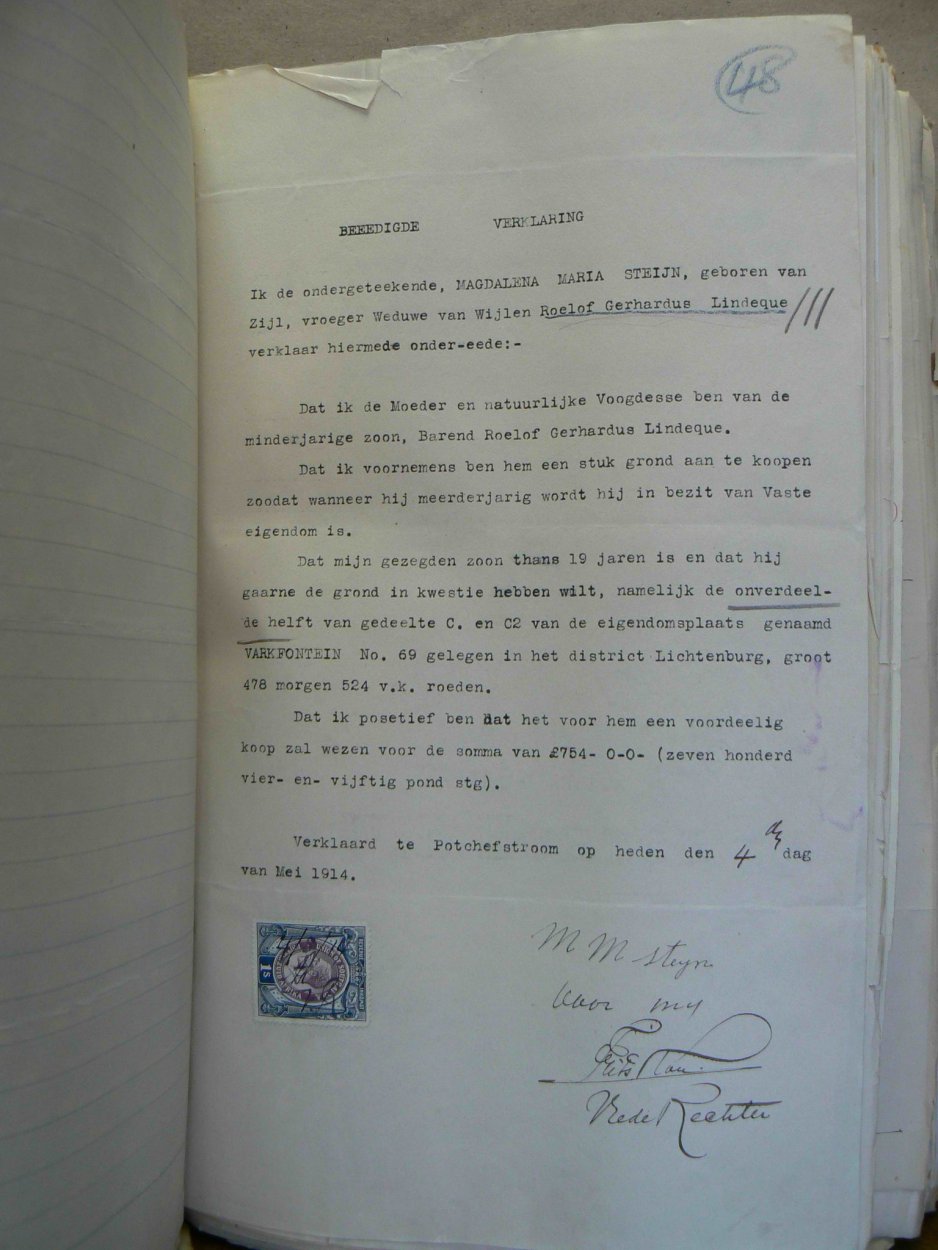 48
BEEEDIGDE VERKLARING
Ik de ondergeteekende, MAGDALENA MARIA STEIJN, geboren van
Zijl, vroeger Weduwe van Wijlen Roelof Gerhardus Lindeque
verklaar hiermede onder-eede:-
Dat ik de Moeder en natuurlijke Voogdesse ben van de
minderjarige zoon, Barend Roelof Gerhardus Lindeque.
Dat ik voornemens ben hem een stuk grond aan te koopen
zoodat wanneer hij meerderjarig wordt hij in bezit van Vaste
eigendom is.
Dat mijn gezegden zoon thans 19 jaren is en dat hij
gaarne de grond in kwestie hebben wilt, namelijk de onverdeel-
de helft van gedeelte C. en C2 van de eigendomsplaats genaamd
VARKFONTEIN No. 69 gelegen in het district Lichtenburg, groot
478 morgen 524 v.k. roeden.
Dat ik posetief ben dat het voor hem een voordeelig
koop zal wezen voor de somma van £754- 0-0- (zeven honderd
vier- en- vijftig pond stg).
Verklaard te Potchefstroom op heden den 4 dag
van Mei 1914.
1s
M M Steyn
Voor my
Vrede Rechter